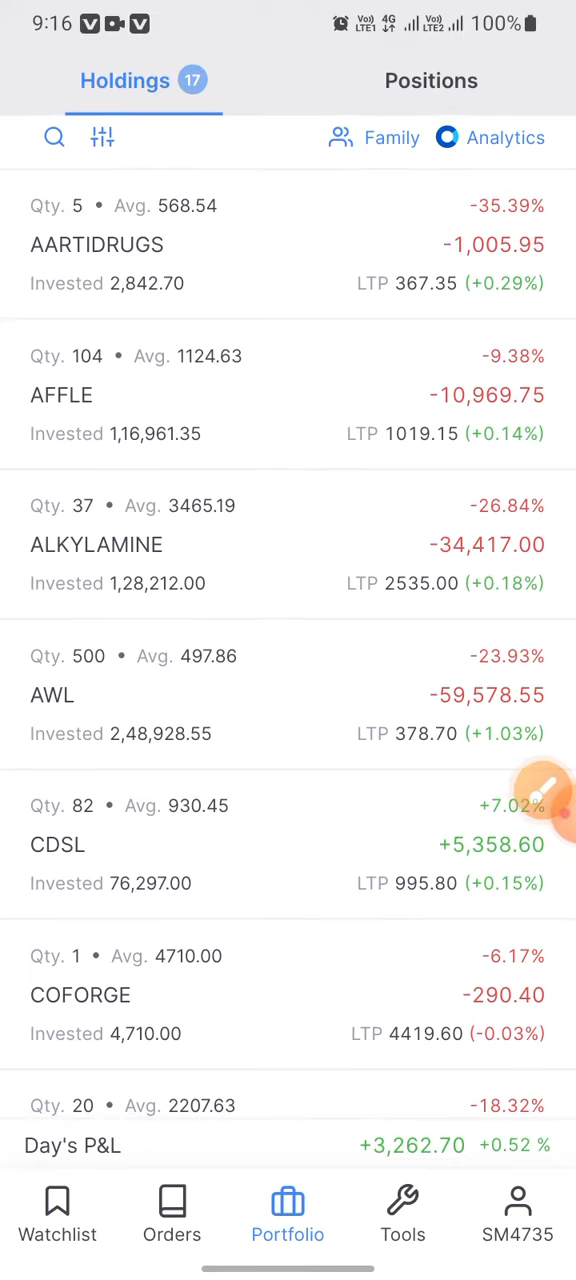 9:16 Vo) LTE1 4G Vo) LTE2 100%
Holdings 17 Positions
Family Analytics
Qty. 5 • Avg. 568.54 -35.39%
AARTIDRUGS -1,005.95
Invested 2,842.70 LTP 367.35 (+0.29%)
Qty. 104 • Avg. 1124.63 -9.38%
AFFLE -10,969.75
Invested 1,16,961.35 LTP 1019.15 (+0.14%)
Qty. 37 • Avg. 3465.19 -26.84%
ALKYLAMINE -34,417.00
Invested 1,28,212.00 LTP 2535.00 (+0.18%)
Qty. 500 • Avg. 497.86 -23.93%
AWL -59,578.55
Invested 2,48,928.55 LTP 378.70 (+1.03%)
Qty. 82 • Avg. 930.45 +7.02%
CDSL +5,358.60
Invested 76,297.00 LTP 995.80 (+0.15%)
Qty. 1 • Avg. 4710.00 -6.17%
COFORGE -290.40
Invested 4,710.00 LTP 4419.60 (-0.03%)
Qty. 20 • Avg. 2207.63 -18.32%
Day's P&L +3,262.70 +0.52 %
Watchlist Orders Portfolio Tools SM4735